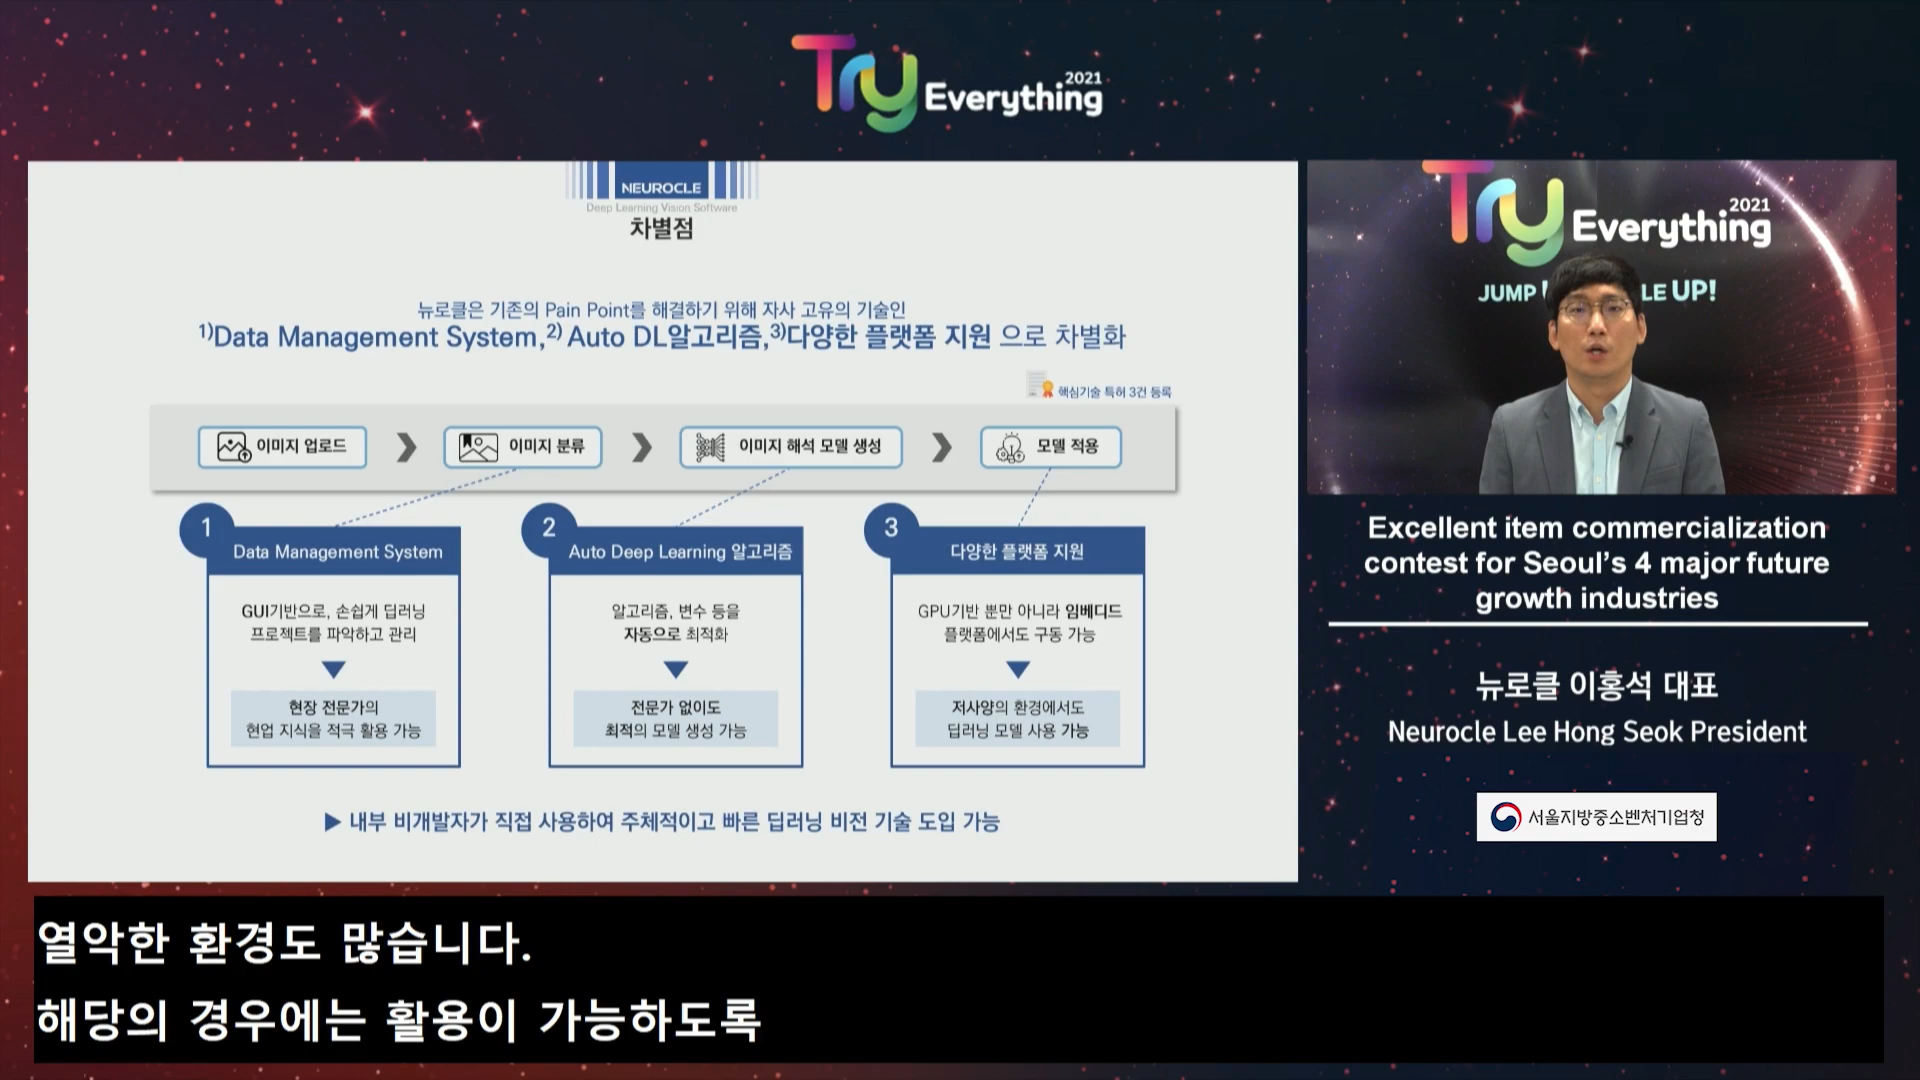 Try Everything 2021
NEUROCLE
Deep Learning Vision Software
차별점
뉴로클은 기존의 Pain Point를 해결하기 위해 자사 고유의 기술인
1)Data Management System,2) Auto DL알고리즘,3)다양한 플랫폼 지원 으로 차별화
핵심기술 특허 3건 등록
이미지 업로드
이미지 분류
이미지 해석 모델 생성
모델 적용
1
Data Management System
GUI기반으로, 손쉽게 딥러닝
프로젝트를 파악하고 관리
현장 전문가의
현업 지식을 적극 활용 가능
2
Auto Deep Learning 알고리즘
알고리즘, 변수 등을
자동으로 최적화
전문가 없이도
최적의 모델 생성 가능
3
다양한 플랫폼 지원
GPU기반 뿐만 아니라 임베디드
플랫폼에서도 구동 가능
저사양의 환경에서도
딥러닝 모델 사용 가능
▶ 내부 비개발자가 직접 사용하여 주체적이고 빠른 딥러닝 비전 기술 도입 가능
Try Everything 2021
JUMP LE UP!
Excellent item commercialization
contest for Seoul's 4 major future
growth industries
뉴로클 이홍석 대표
Neurocle Lee Hong Seok President
서울지방중소벤처기업청
열악한 환경도 많습니다.
해당의 경우에는 활용이 가능하도록